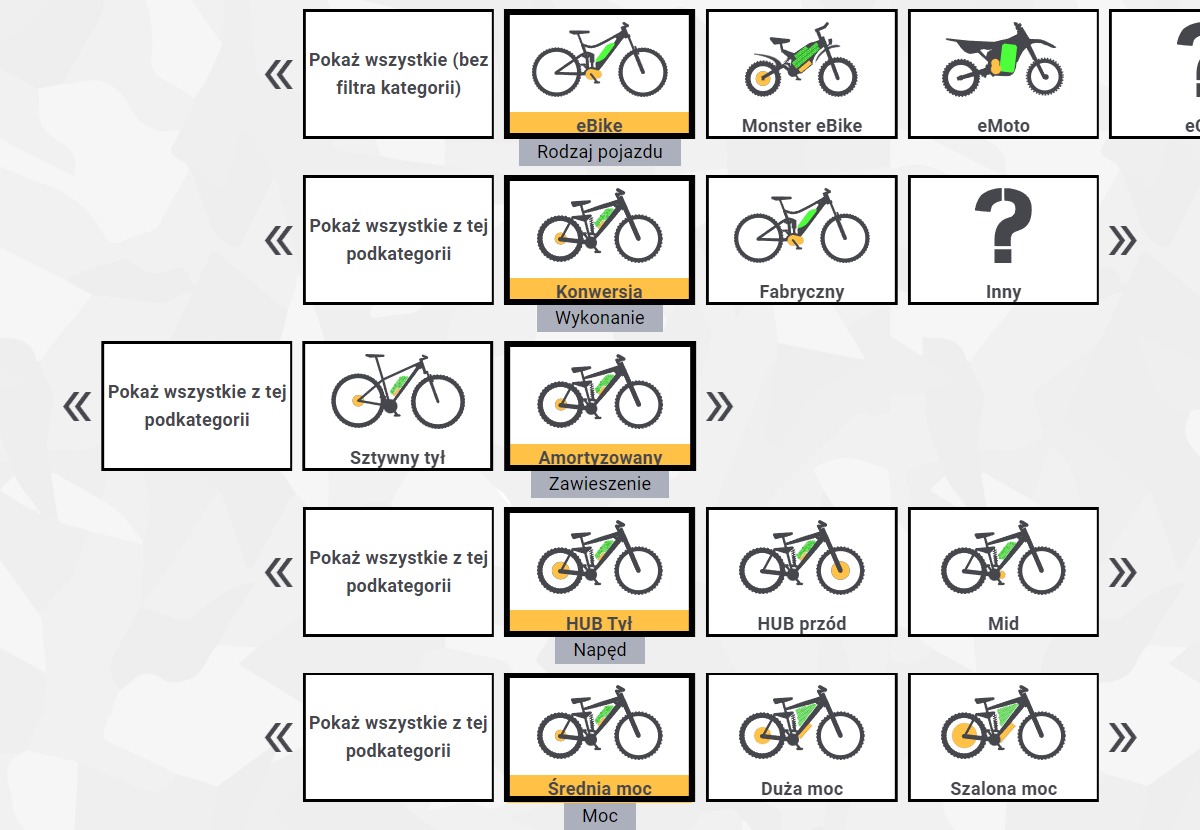 Pokaż wszystkie (bez
filtra kategorii)
eBike
Monster eBike
eMoto
Rodzaj pojazdu
Pokaż wszystkie z tej
podkategorii
Konwersja
Fabryczny
Inny
Wykonanie
Pokaż wszystkie z tej
podkategorii
Sztywny tył
Amortyzowany
Zawieszenie
Pokaż wszystkie z tej
podkategorii
HUB Tył
HUB przód
Mid
Napęd
Pokaż wszystkie z tej
podkategorii
Średnia moc
Duża moc
Szalona moc
Moc